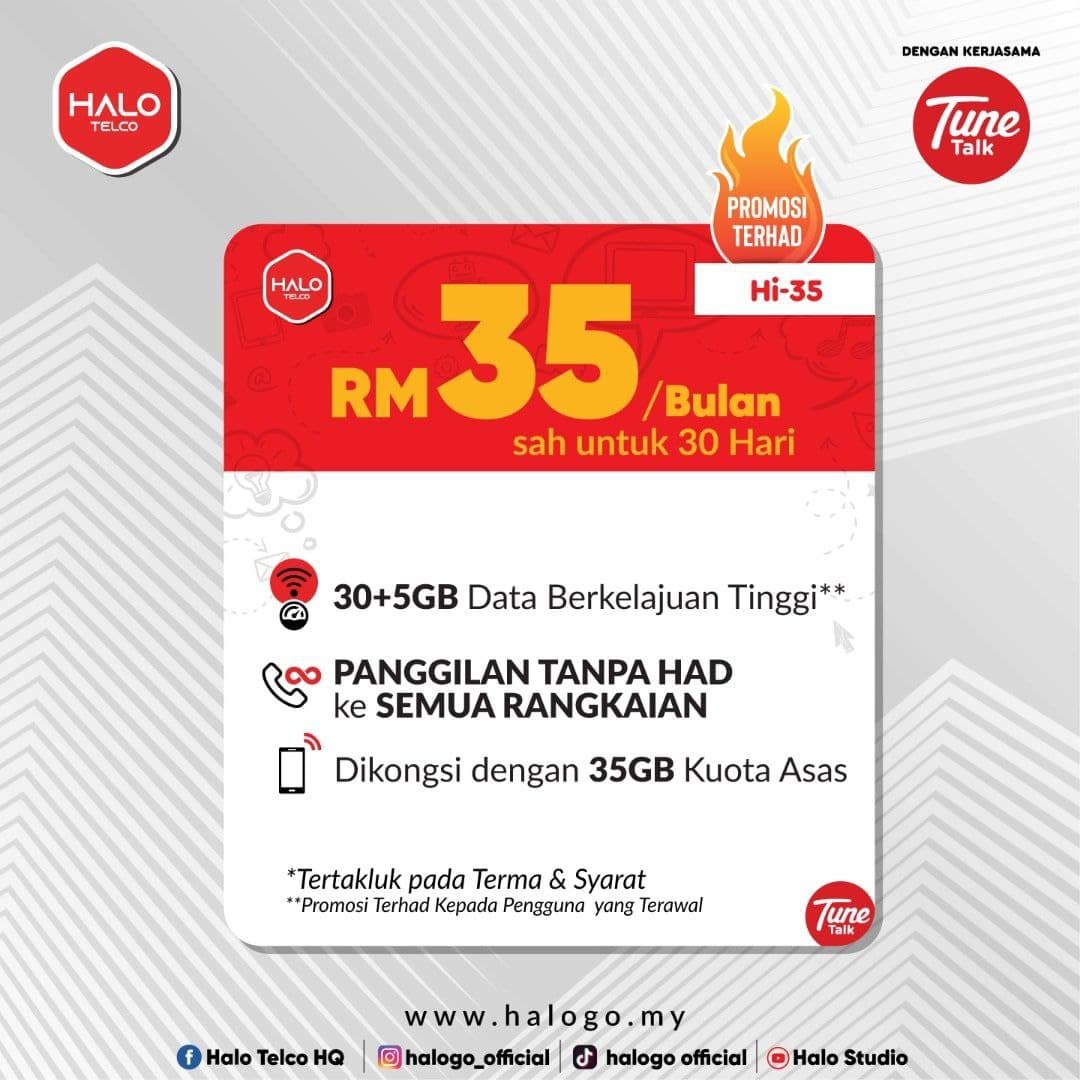 HALO
TELCO
DENGAN KERJASAMA
Tune
Talk
PROMOSI
TERHAD
HALO
TELCO
Hi-35
RM35/Bulan
sah untuk 30 Hari
30+5GB Data Berkelajuan Tinggi**
PANGGILAN TANPA HAD
ke SEMUA RANGKAIAN
Dikongsi dengan 35GB Kuota Asas
*Tertakluk pada Terma & Syarat
**Promosi Terhad Kepada Pengguna yang Terawal
Tune
Talk
www.halogo.my
Halo Telco HQ | halogo_official | halogo official | Halo Studio